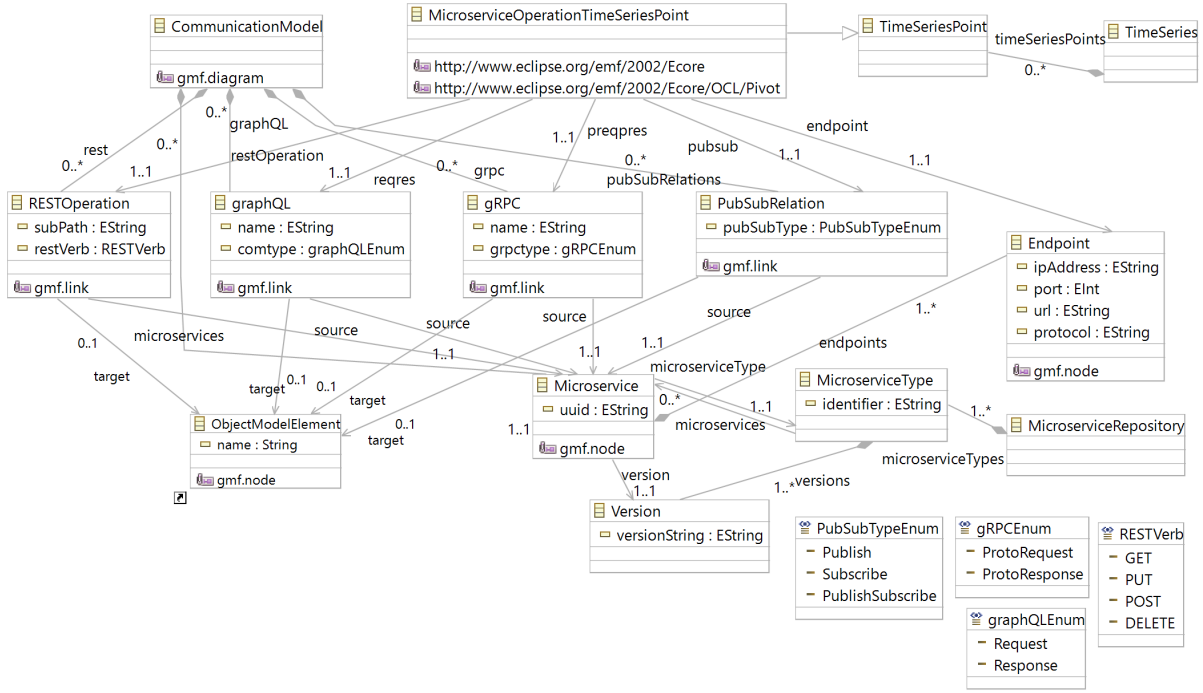 CommunicationModel
gmf.diagram
MicroserviceOperationTimeSeriesPoint
http://www.eclipse.org/emf/2002/Ecore
http://www.eclipse.org/emf/2002/Ecore/OCL/Pivot
TimeSeriesPoint
timeSeriesPoints
0..*
TimeSeries
rest
0..*
0..*
0..*
graphQL
restOperation
1..1
1..1
reqres
0..*
grpc
1..1
preqpres
0..*
pubSubRelations
pubsub
1..1
endpoint
1..1
RESTOperation
subPath : EString
restVerb : RESTVerb
gmf.link
graphQL
name : EString
comtype : graphQLEnum
gmf.link
gRPC
name : EString
grpctype : gRPCEnum
gmf.link
PubSubRelation
pubSubType : PubSubTypeEnum
gmf.link
Endpoint
ipAddress : EString
port : EInt
url : EString
protocol : EString
gmf.node
0..1
target
microservices
source
source
1..1
source
1..1
source
1..1
1..*
endpoints
target
0..1
0..1
target
0..1
target
ObjectModelElement
name : String
gmf.node
1..1
Microservice
uuid : EString
gmf.node
microserviceType
0..*
1..1
microservices
MicroserviceType
identifier : EString
1..*
microserviceTypes
MicroserviceRepository
version
1..1
1..*
versions
Version
versionString : EString
PubSubTypeEnum
Publish
Subscribe
PublishSubscribe
gRPCEnum
ProtoRequest
ProtoResponse
RESTVerb
GET
PUT
POST
DELETE
graphQLEnum
Request
Response